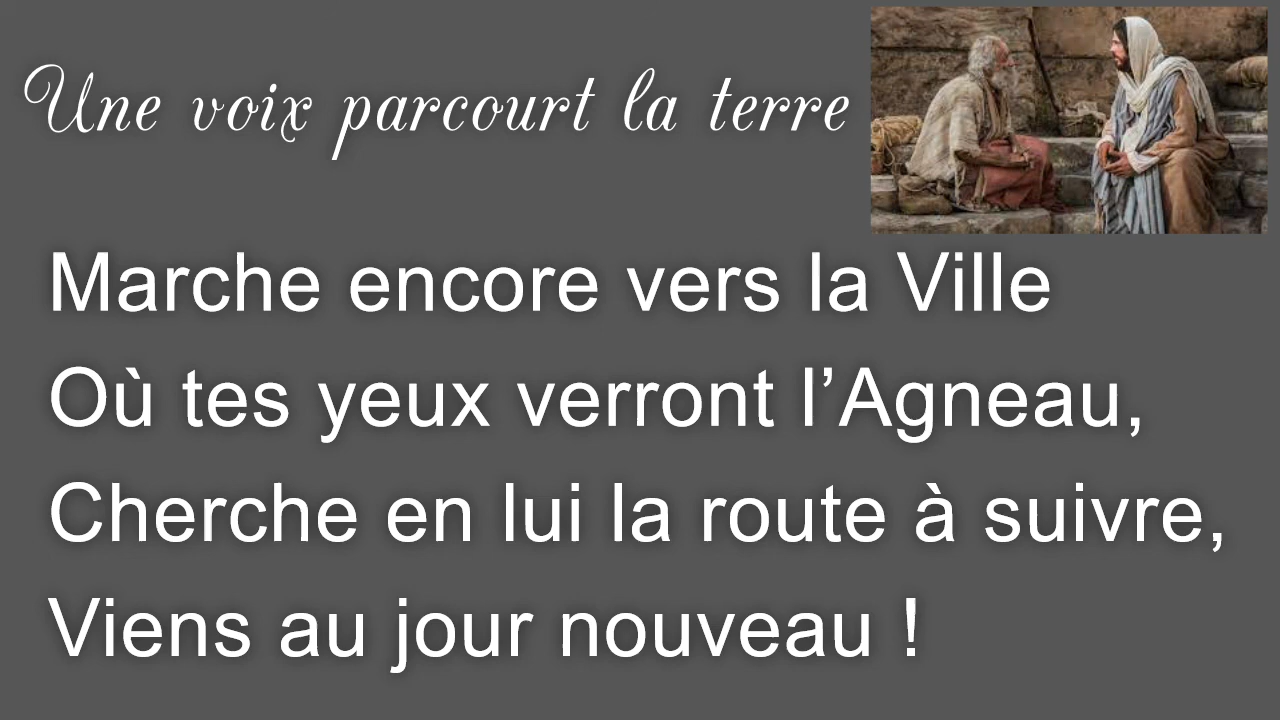 Une voix parcourt la terre
Marche encore vers la Ville
Où tes yeux verront l’Agneau,
Cherche en lui la route à suivre,
Viens au jour nouveau !